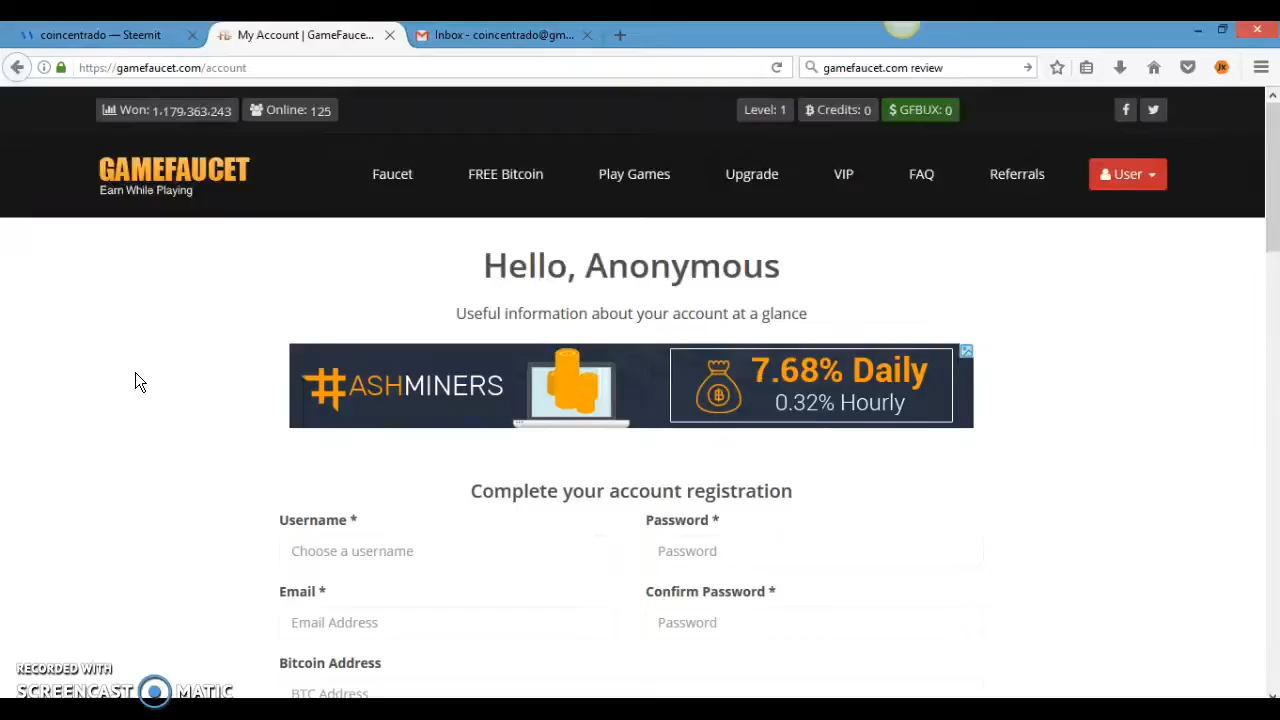 coincentrado — Steemit
My Account | GameFauce...
Inbox - coincentrado@gm...
https://gamefaucet.com/account
gamefaucet.com review
JX
Won: 1,179,363,243
Online: 125
Level: 1
Credits: 0
GFBUX: 0
GAMEFAUCET
Earn While Playing
Faucet
FREE Bitcoin
Play Games
Upgrade
VIP
FAQ
Referrals
User
Hello, Anonymous
Useful information about your account at a glance
#ASHMINERS
7.68% Daily
0.32% Hourly
Complete your account registration
Username *
Password *
Choose a username
Password
Email *
Confirm Password *
Email Address
Password
Bitcoin Address
BTC Address
RECORDED WITH
SCREENCAST MATIC